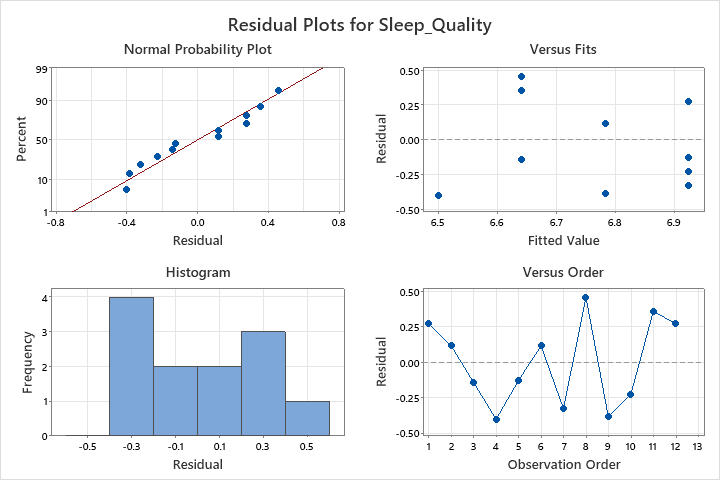 Residual Plots for Sleep_Quality
Normal Probability Plot
99
90
50
10
1
Percent
-0.8 -0.4 0.0 0.4 0.8
Residual
Versus Fits
0.50
0.25
0.00
-0.25
-0.50
Residual
6.5 6.6 6.7 6.8 6.9
Fitted Value
Histogram
4
3
2
1
0
Frequency
-0.5 -0.3 -0.1 0.1 0.3 0.5
Residual
Versus Order
0.50
0.25
0.00
-0.25
-0.50
Residual
1 2 3 4 5 6 7 8 9 10 11 12 13
Observation Order